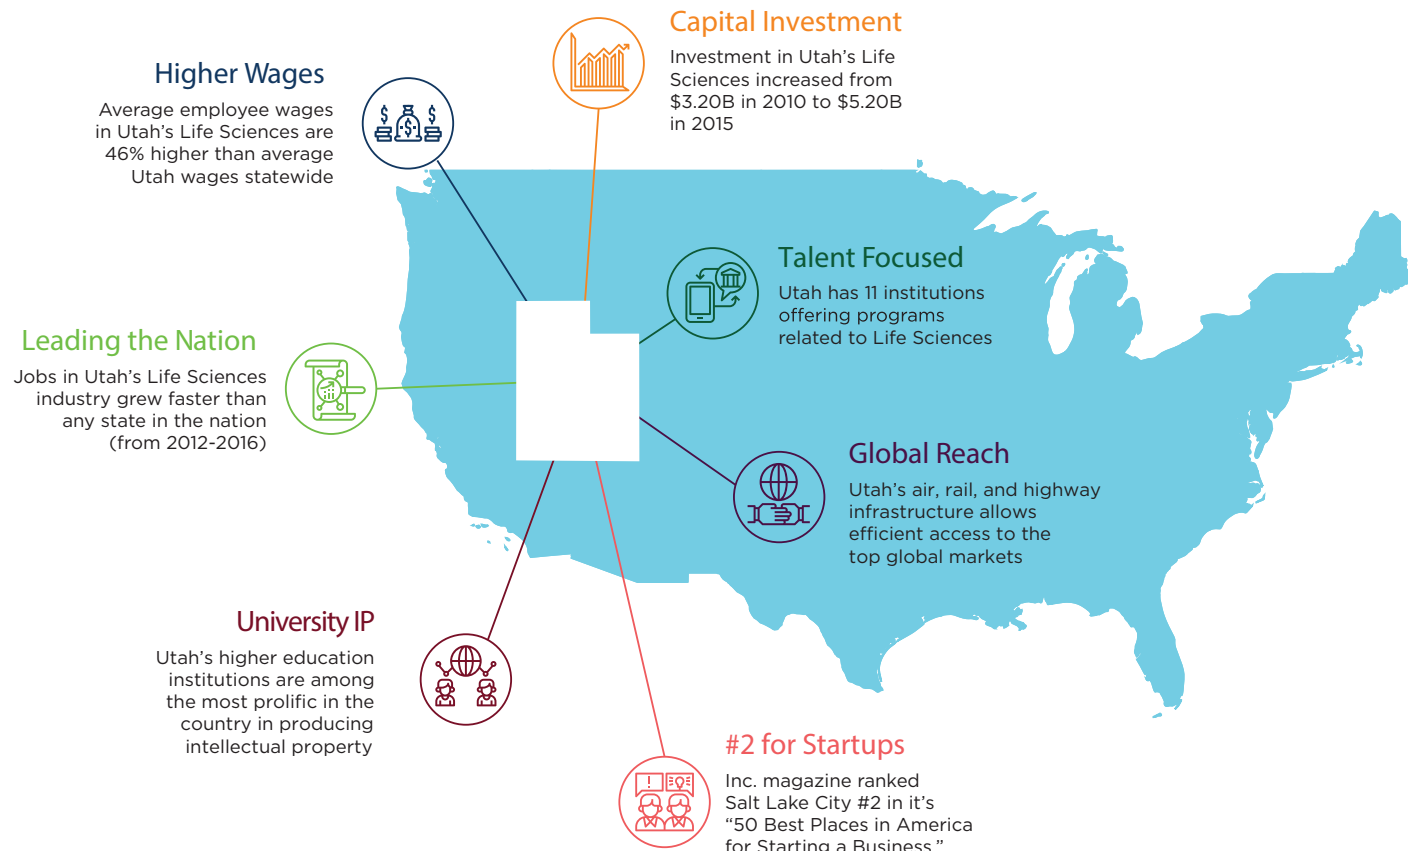 Capital Investment
Investment in Utah's Life
Sciences increased from
$3.20B in 2010 to $5.20B
in 2015
Higher Wages
Average employee wages
in Utah's Life Sciences are
46% higher than average
Utah wages statewide
Talent Focused
Utah has 11 institutions
offering programs
related to Life Sciences
Leading the Nation
Jobs in Utah's Life Sciences
industry grew faster than
any state in the nation
(from 2012-2016)
Global Reach
Utah's air, rail, and highway
infrastructure allows
efficient access to the
top global markets
University IP
Utah's higher education
institutions are among
the most prolific in the
country in producing
intellectual property
#2 for Startups
Inc. magazine ranked
Salt Lake City #2 in it's
“50 Best Places in America
for Starting a Business.”